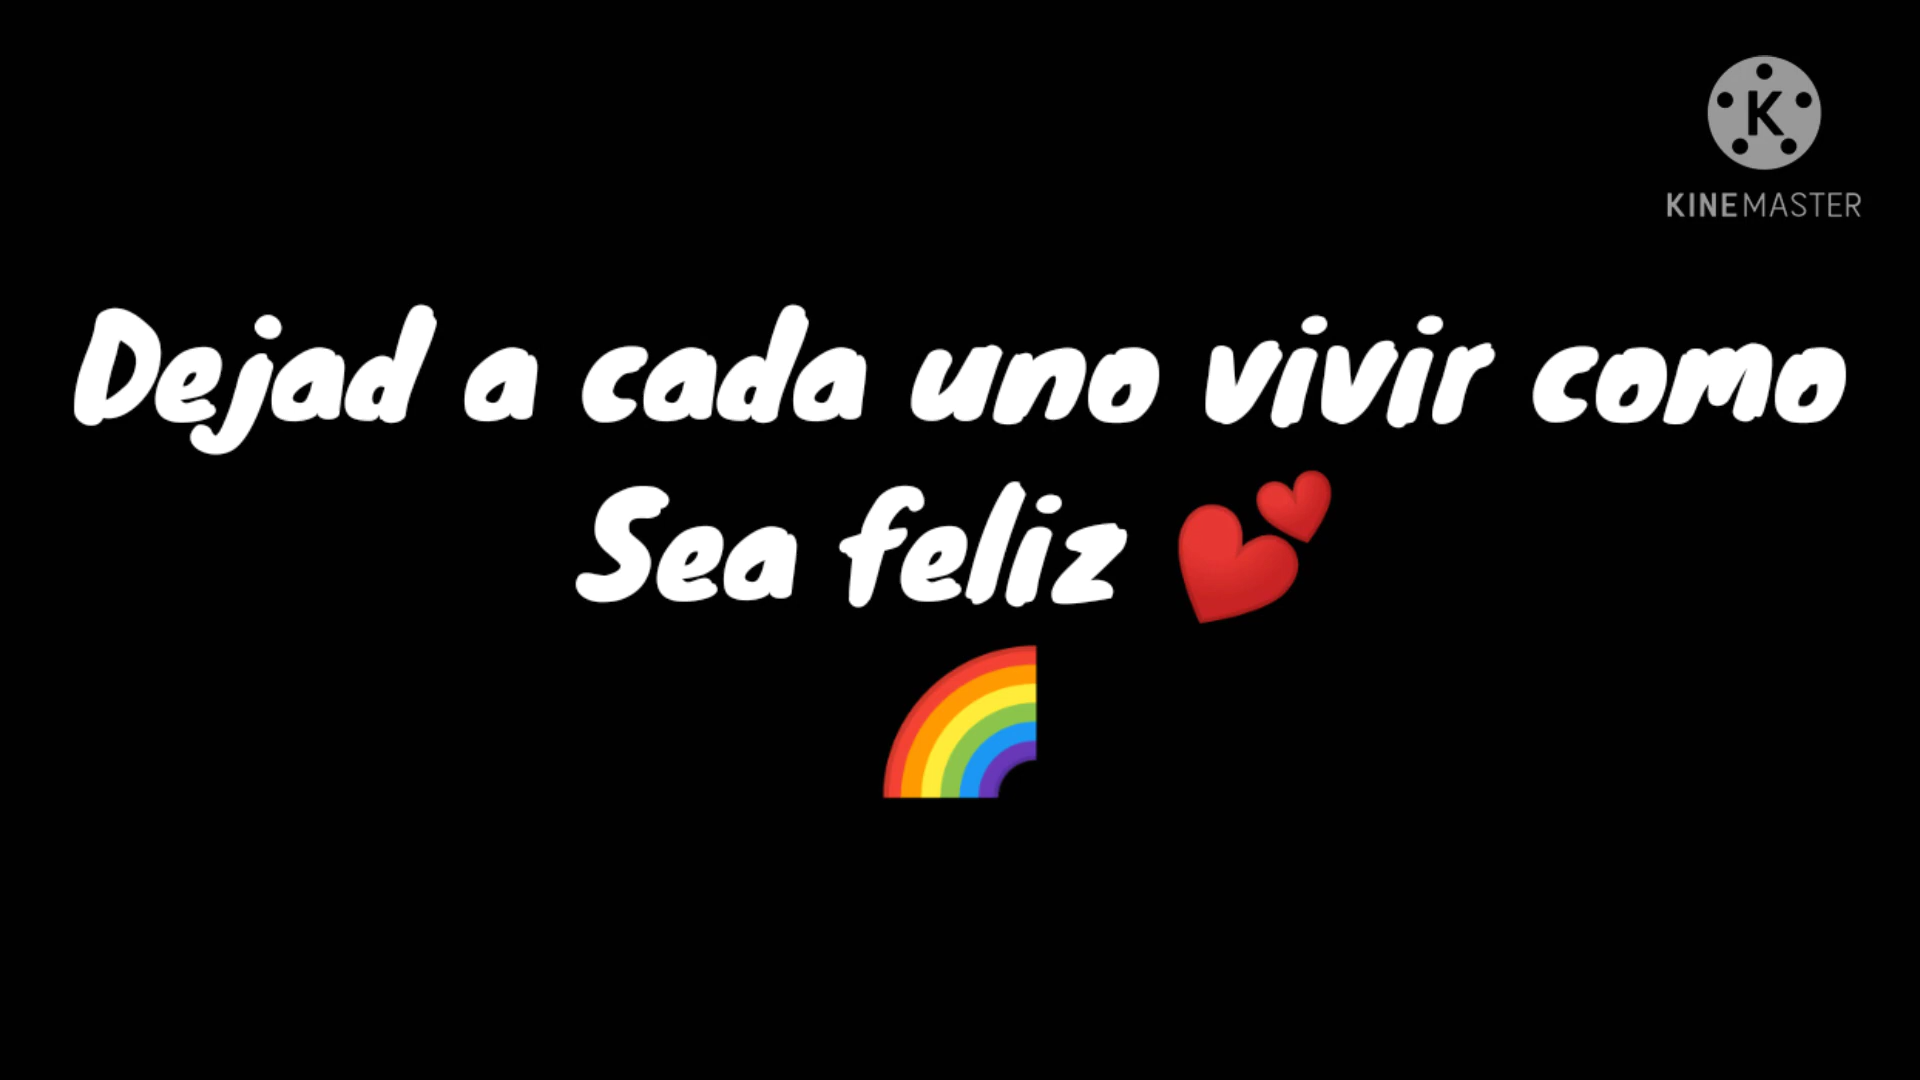 K
KINEMASTER
Dejad a cada uno vivir como
Sea feliz 💕
🌈